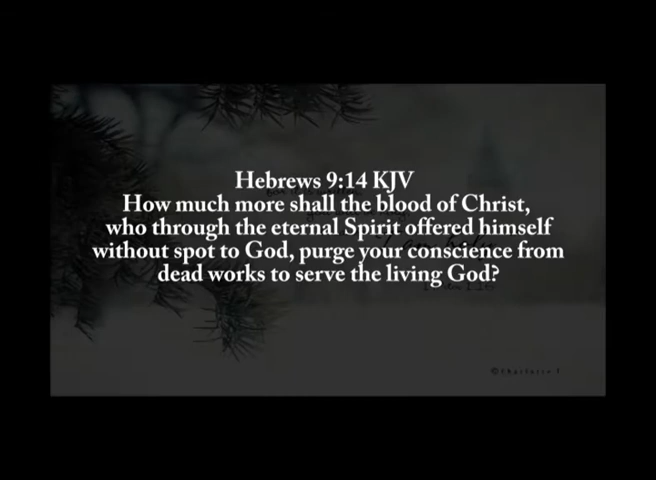 Hebrews 9:14 KJV
How much more shall the blood of Christ,
who through the eternal Spirit offered himself
without spot to God, purge your conscience from
dead works to serve the living God?